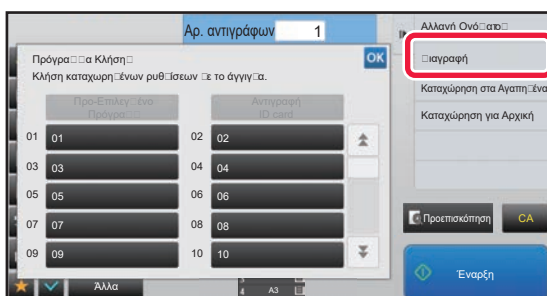 Αρ. αντιγράφων 1
Πρόγρα□□α Κλήση□
OK
Κλήση καταχωρη□ένων ρυθ□ίσεων □ε το άγγιγ□α.
Προ-Επιλεγ□ένο
Πρόγρα□□
Αντιγραφή
ID card
01 01
02 02
03 03
04 04
05 05
06 06
07 07
08 08
09 09
10 10
Άλλα
4 A3
Αλλαγή Ονό□ατο□
□ιαγραφή
Καταχώρηση στα Αγαπη□ένα
Καταχώρηση για Αρχική
Προεπισκόπηση
CA
Έναρξη